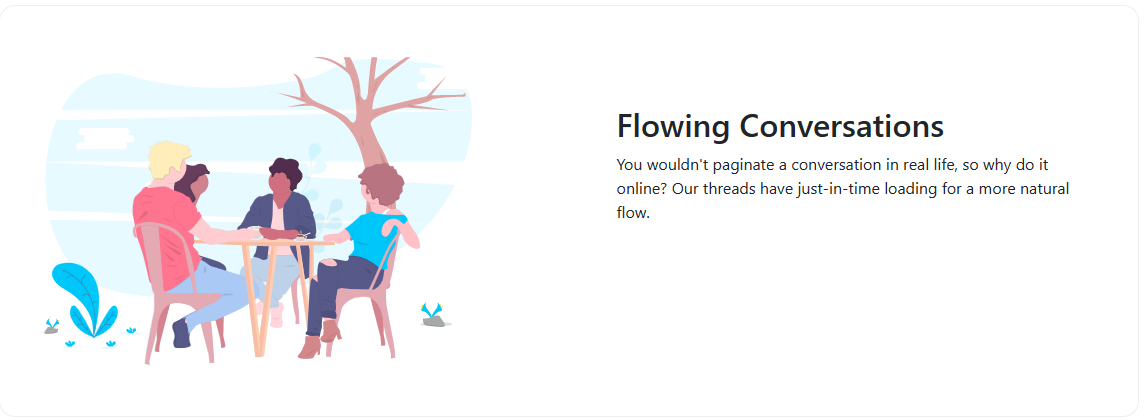 Flowing Conversations
You wouldn't paginate a conversation in real life, so why do it
online? Our threads have just-in-time loading for a more natural
flow.